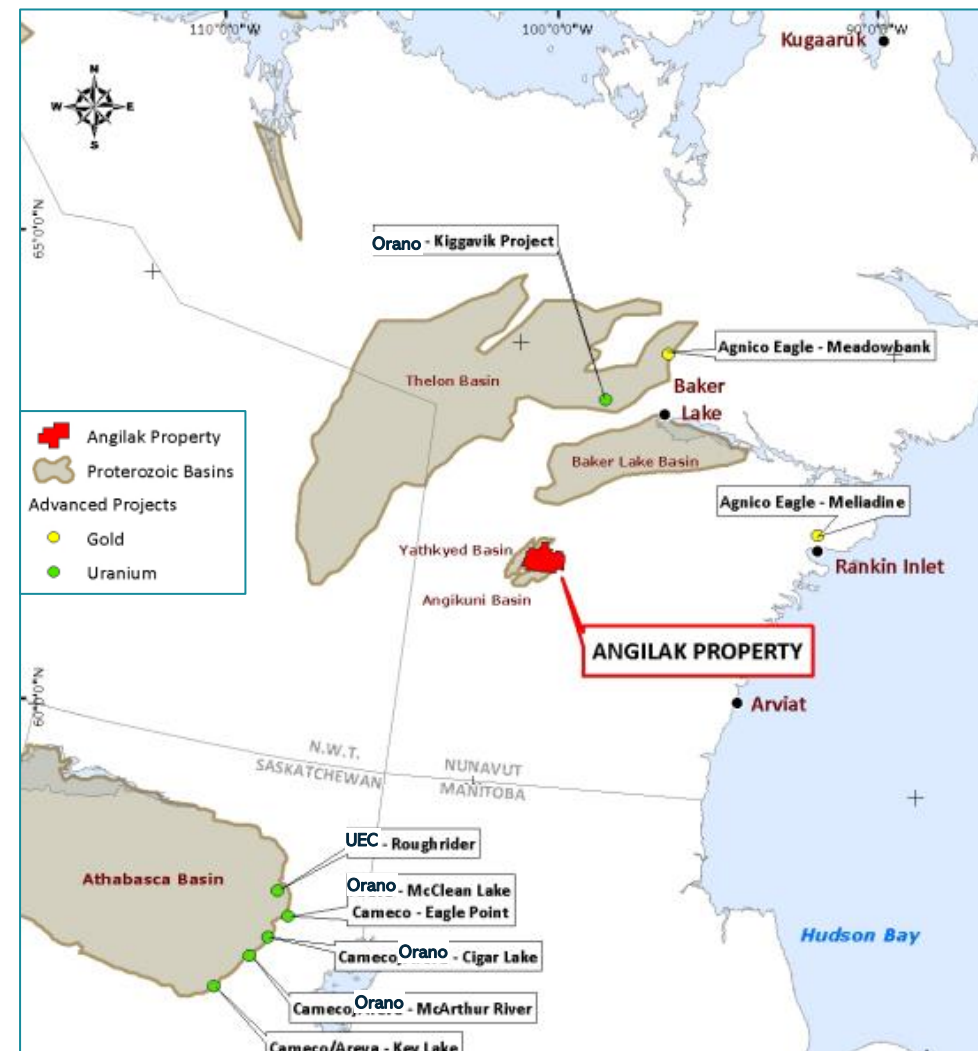 110°0'0"W
100°0'0"W
90°0'0"W
Kugaaruk
N
W
E
S
65°0'0"N
Orano - Kiggavik Project
Agnico Eagle - Meadowbank
Thelon Basin
Baker
Lake
Angilak Property
Proterozoic Basins
Advanced Projects
Gold
Uranium
Baker Lake Basin
Agnico Eagle - Meliadine
Yathkyed Basin
Rankin Inlet
Angikuni Basin
ANGILAK PROPERTY
60°0'0"N
Arviat
N.W.T.
NUNAVUT
SASKATCHEWAN
MANITOBA
UEC - Roughrider
Athabasca Basin
Orano - McClean Lake
Cameco - Eagle Point
Hudson Bay
Cameco, Orano - Cigar Lake
Cameco, Orano - McArthur River
Cameco/Areva - Key Lake